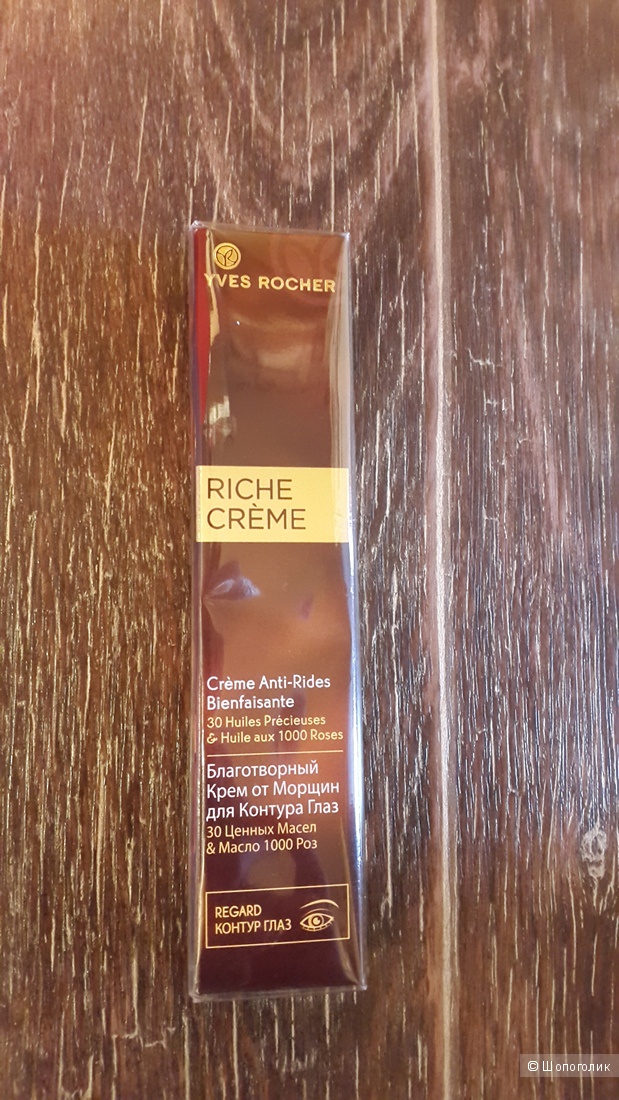 YVES ROCHER
RICHE
CRÈME
Crème Anti-Rides
Bienfaisante
30 Huiles Précieuses
& Huile aux 1000 Roses
Благотворный
Крем от Морщин
для Контура Глаз
30 Ценных Масел
& Масло 1000 Роз
REGARD
КОНТУР ГЛАЗ
© Шопоголик